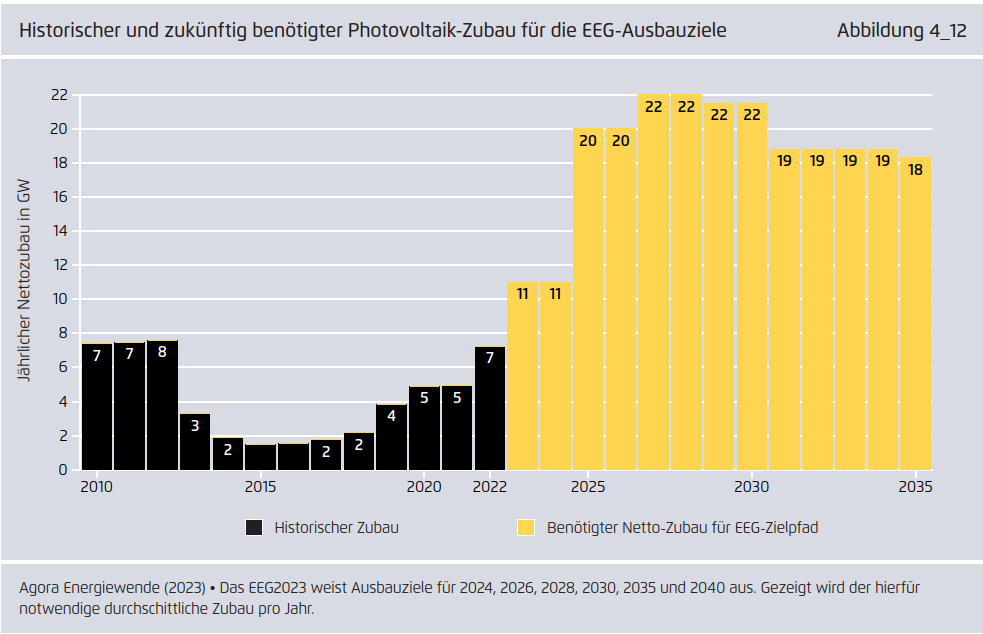 Historischer und zukünftig benötigter Photovoltaik-Zubau für die EEG-Ausbauziele Abbildung 4_12
Jährlicher Nettozubau in GW
22
20
18
16
14
12
10
8
6
4
2
0
7 7 8 3 2 2 2 4 5 5 7 11 11 20 20 22 22 22 22 19 19 19 19 18
2010 2015 2020 2022 2025 2030 2035
Historischer Zubau Benötigter Netto-Zubau für EEG-Zielpfad
Agora Energiewende (2023) • Das EEG2023 weist Ausbauziele für 2024, 2026, 2028, 2030, 2035 und 2040 aus. Gezeigt wird der hierfür
notwendige durchschittliche Zubau pro Jahr.